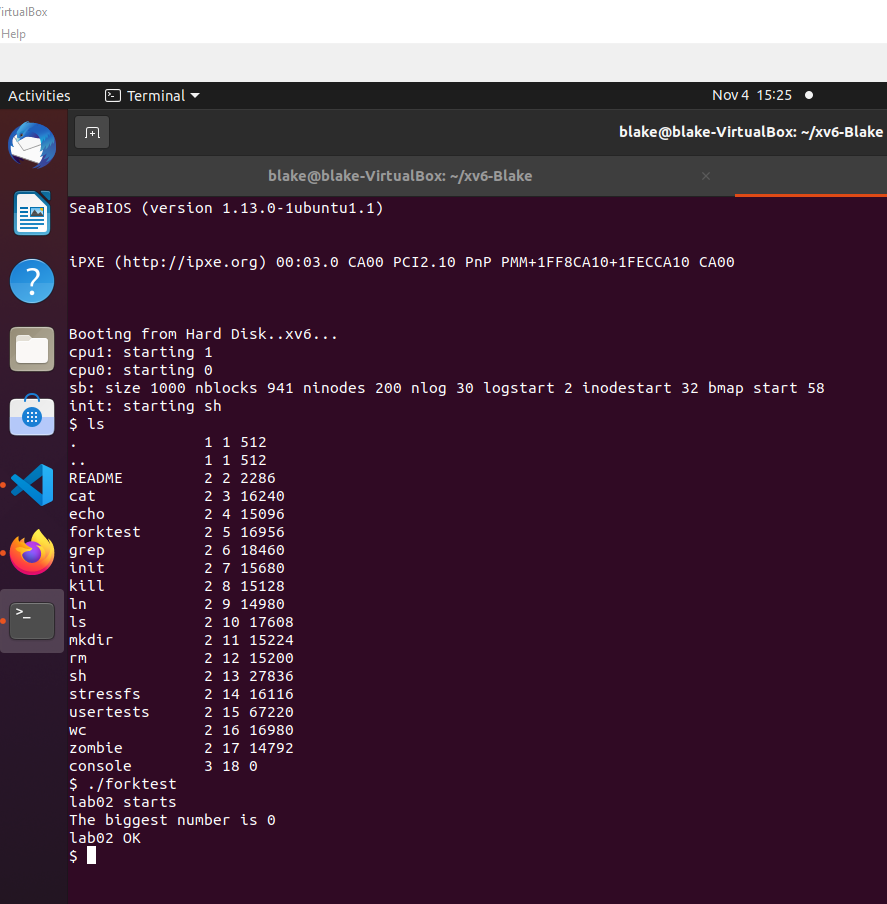 irtualBox
Help
Activities
Terminal
Nov 4 15:25
blake@blake-VirtualBox: ~/xv6-Blake
blake@blake-VirtualBox: ~/xv6-Blake
SeaBIOS (version 1.13.0-1ubuntu1.1)
iPXE (http://ipxe.org) 00:03.0 CA00 PCI2.10 PnP PMM+1FF8CA10+1FECCA10 CA00
Booting from Hard Disk..xv6...
cpu1: starting 1
cpu0: starting 0
sb: size 1000 nblocks 941 ninodes 200 nlog 30 logstart 2 inodestart 32 bmap start 58
init: starting sh
$ ls
. 1 1 512
.. 1 1 512
README 2 2 2286
cat 2 3 16240
echo 2 4 15096
forktest 2 5 16956
grep 2 6 18460
init 2 7 15680
kill 2 8 15128
ln 2 9 14980
ls 2 10 17608
mkdir 2 11 15224
rm 2 12 15200
sh 2 13 27836
stressfs 2 14 16116
usertests 2 15 67220
wc 2 16 16980
zombie 2 17 14792
console 3 18 0
$ ./forktest
lab02 starts
The biggest number is 0
lab02 OK
$